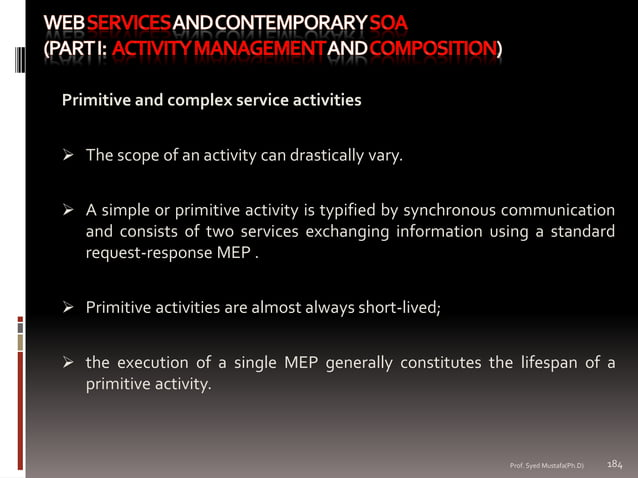 WEB SERVICES AND CONTEMPORARY SOA
(PART I: ACTIVITY MANAGEMENT AND COMPOSITION)
Primitive and complex service activities
➢ The scope of an activity can drastically vary.
➢ A simple or primitive activity is typified by synchronous communication
and consists of two services exchanging information using a standard
request-response MEP .
➢ Primitive activities are almost always short-lived;
➢ the execution of a single MEP generally constitutes the lifespan of a
primitive activity.
Prof. Syed Mustafa(Ph.D) 184